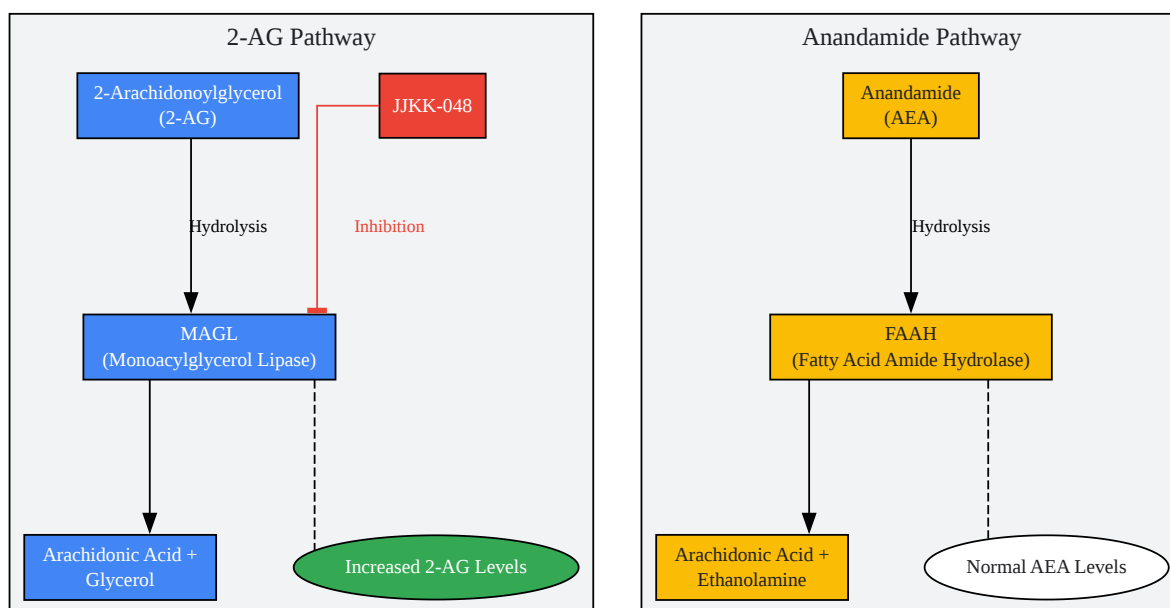 2-AG Pathway
2-Arachidonoylglycerol
(2-AG)
JJKK-048
Hydrolysis
Inhibition
MAGL
(Monoacylglycerol Lipase)
Arachidonic Acid +
Glycerol
Increased 2-AG Levels
Anandamide Pathway
Anandamide
(AEA)
Hydrolysis
FAAH
(Fatty Acid Amide Hydrolase)
Arachidonic Acid +
Ethanolamine
Normal AEA Levels